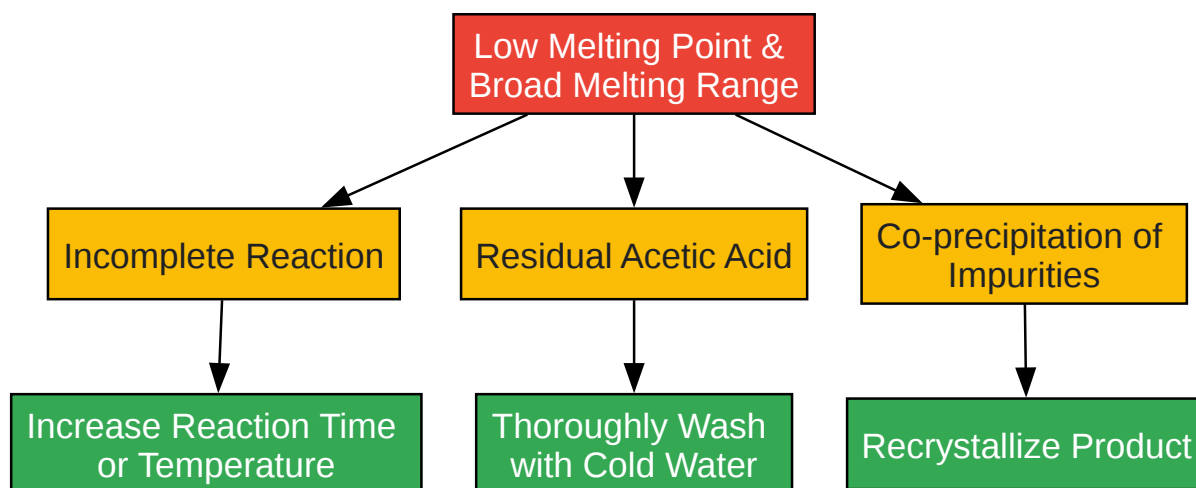 Low Melting Point &
Broad Melting Range
Incomplete Reaction
Residual Acetic Acid
Co-precipitation of
Impurities
Increase Reaction Time
or Temperature
Thoroughly Wash
with Cold Water
Recrystallize Product